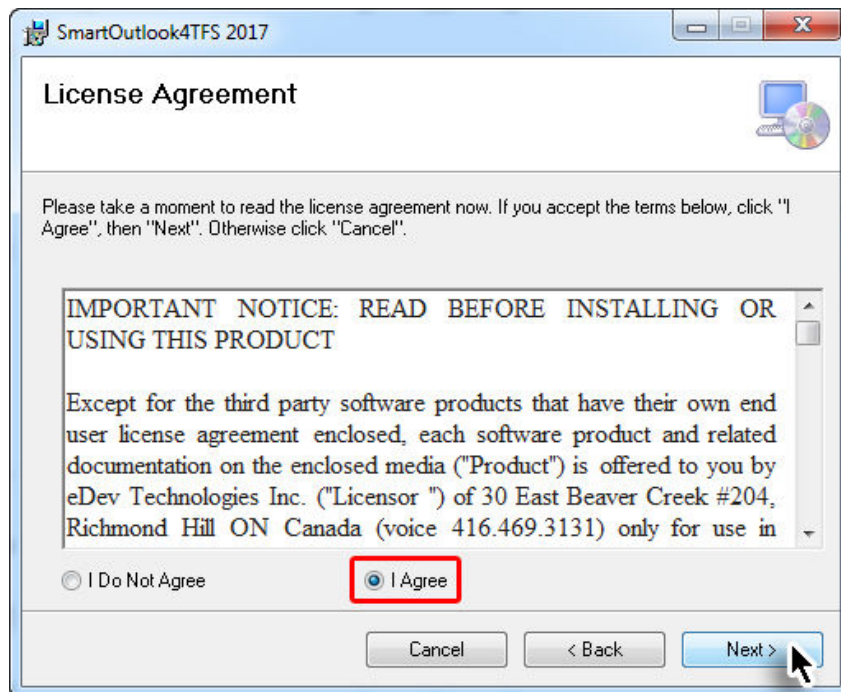 SmartOutlook4TFS 2017
License Agreement
Please take a moment to read the license agreement now. If you accept the terms below, click "I
Agree", then "Next". Otherwise click "Cancel".
IMPORTANT NOTICE: READ BEFORE INSTALLING OR
USING THIS PRODUCT
Except for the third party software products that have their own end
user license agreement enclosed, each software product and related
documentation on the enclosed media ("Product") is offered to you by
eDev Technologies Inc. ("Licensor ") of 30 East Beaver Creek #204,
Richmond Hill ON Canada (voice 416.469.3131) only for use in
I Do Not Agree
I Agree
Cancel
< Back
Next >